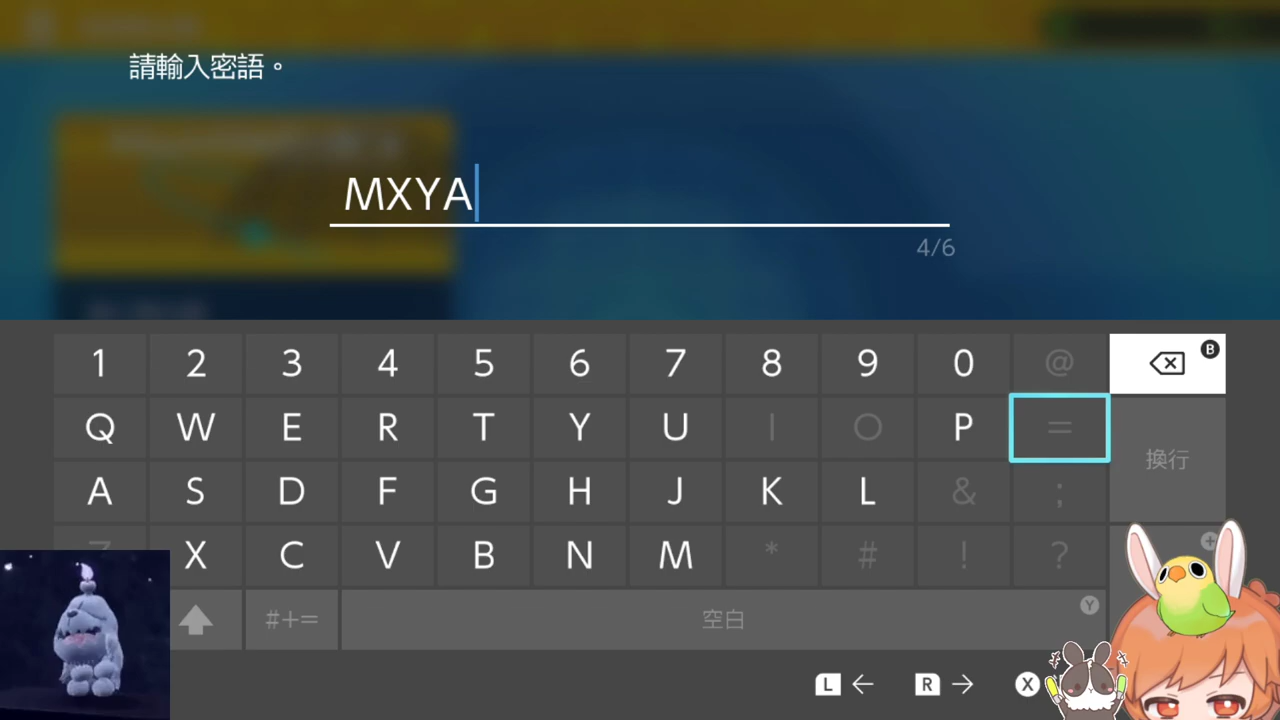 請輸入密語。
MXYA
4/6
1 2 3 4 5 6 7 8 9 0 @ B
Q W E R T Y U I O P =
換行
A S D F G H J K L & ;
Z X C V B N M * # ! ? +
#+= 空白 Y
L ← R → X